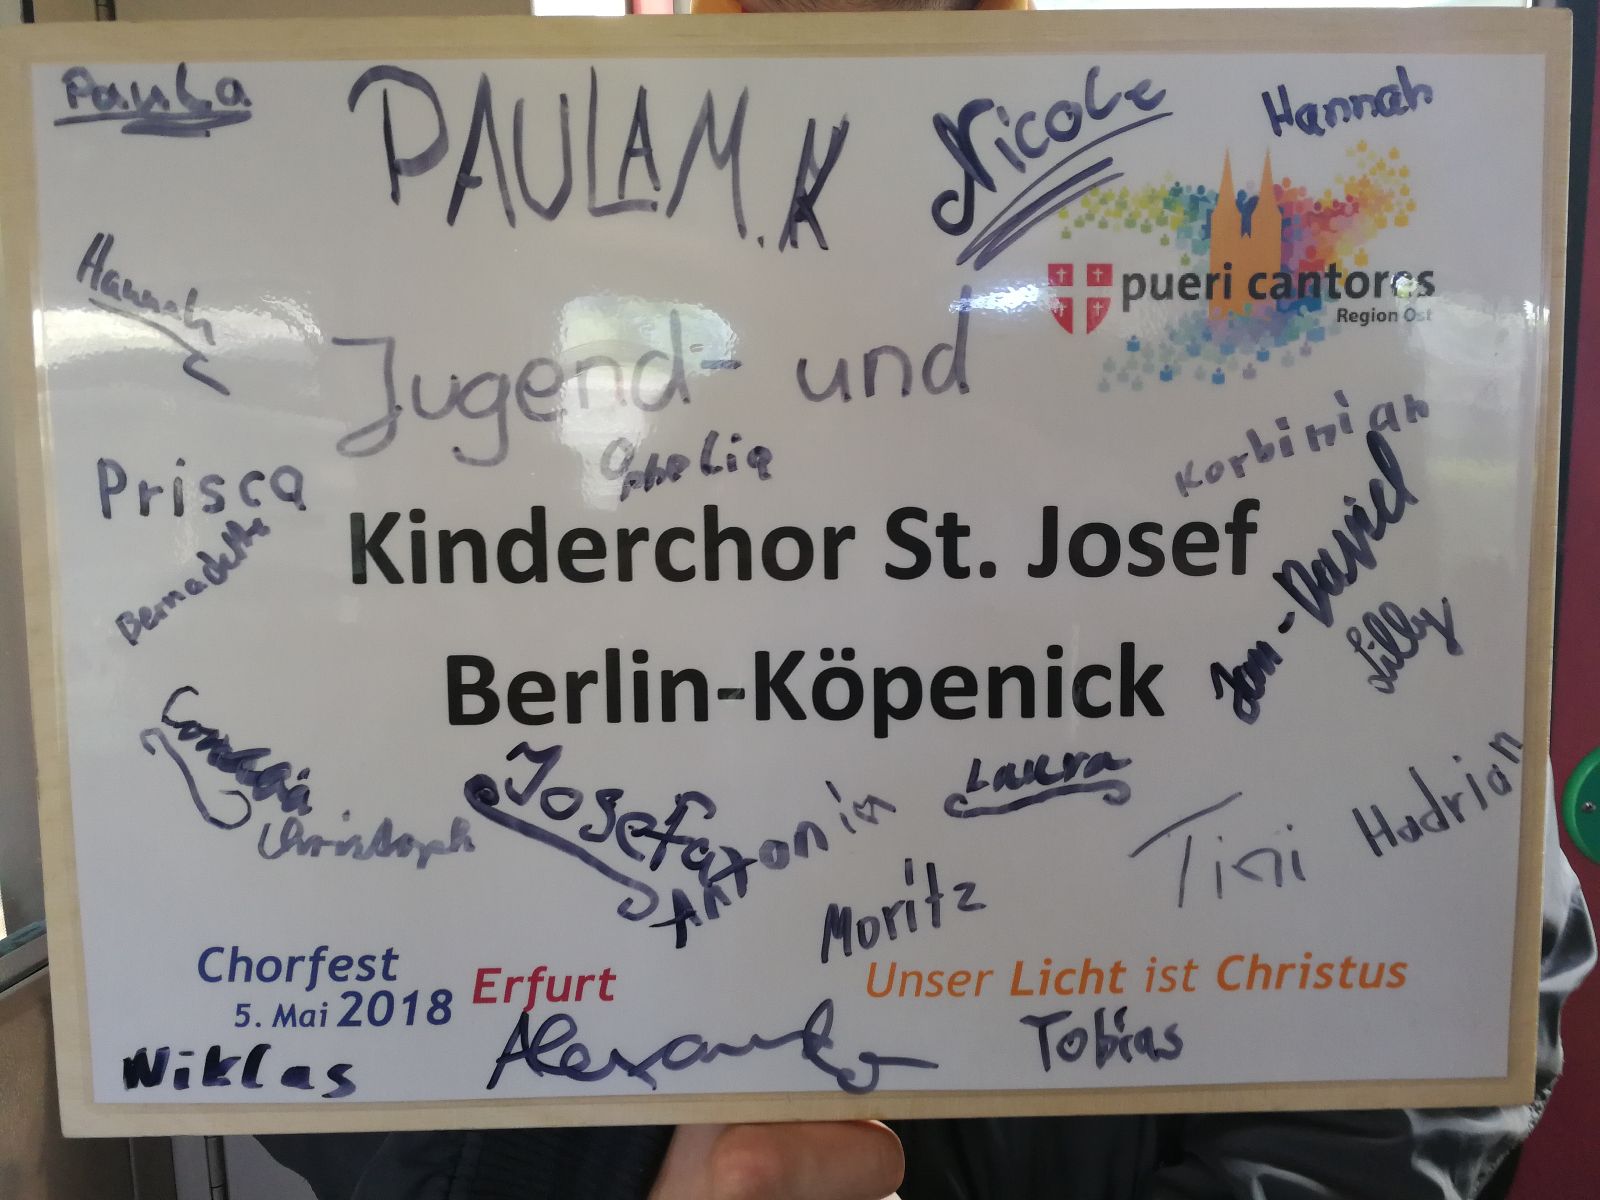 Paula
PAULA M. K
Nicole
Hannah
pueri cantores
Region Ost
Hannah
Jugend- und
Ophelia
Korbinian
Prisca
Kinderchor St. Josef
Bernadette
Jan-David
Lilly
Berlin-Köpenick
Josefa
Laura
Christoph
Antonia
Tini
Hadrian
Moritz
Chorfest
5. Mai 2018
Erfurt
Unser Licht ist Christus
Niklas
Alexander
Tobias